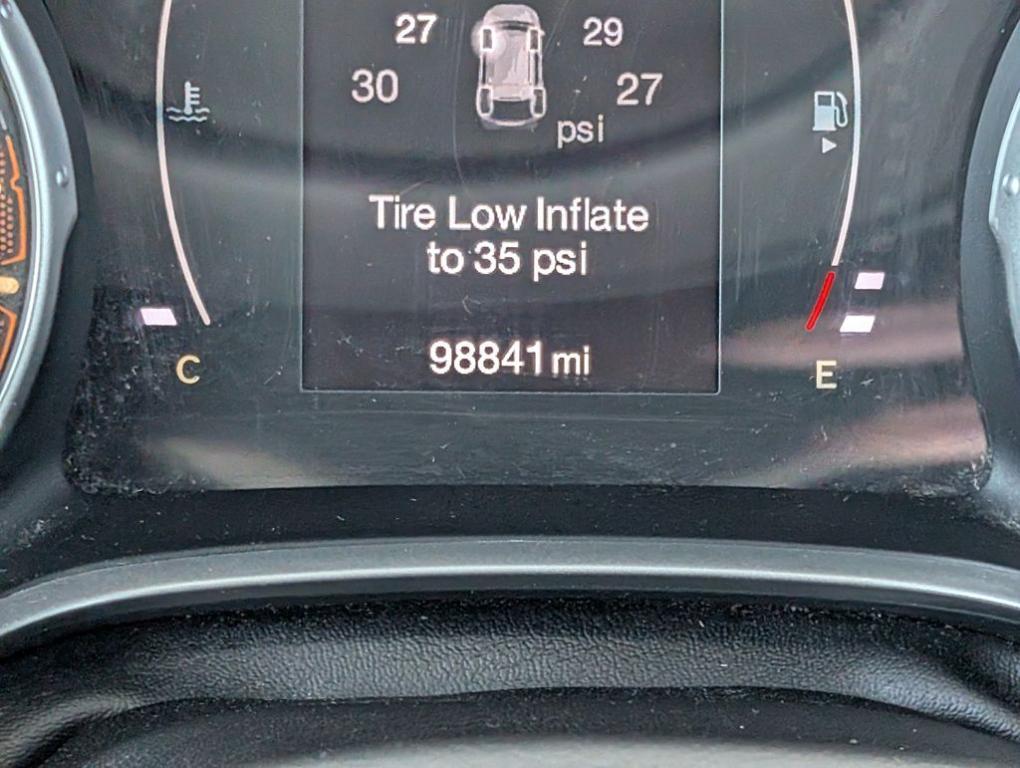 27 29
30 27
psi
Tire Low Inflate
to 35 psi
98841 mi
C E